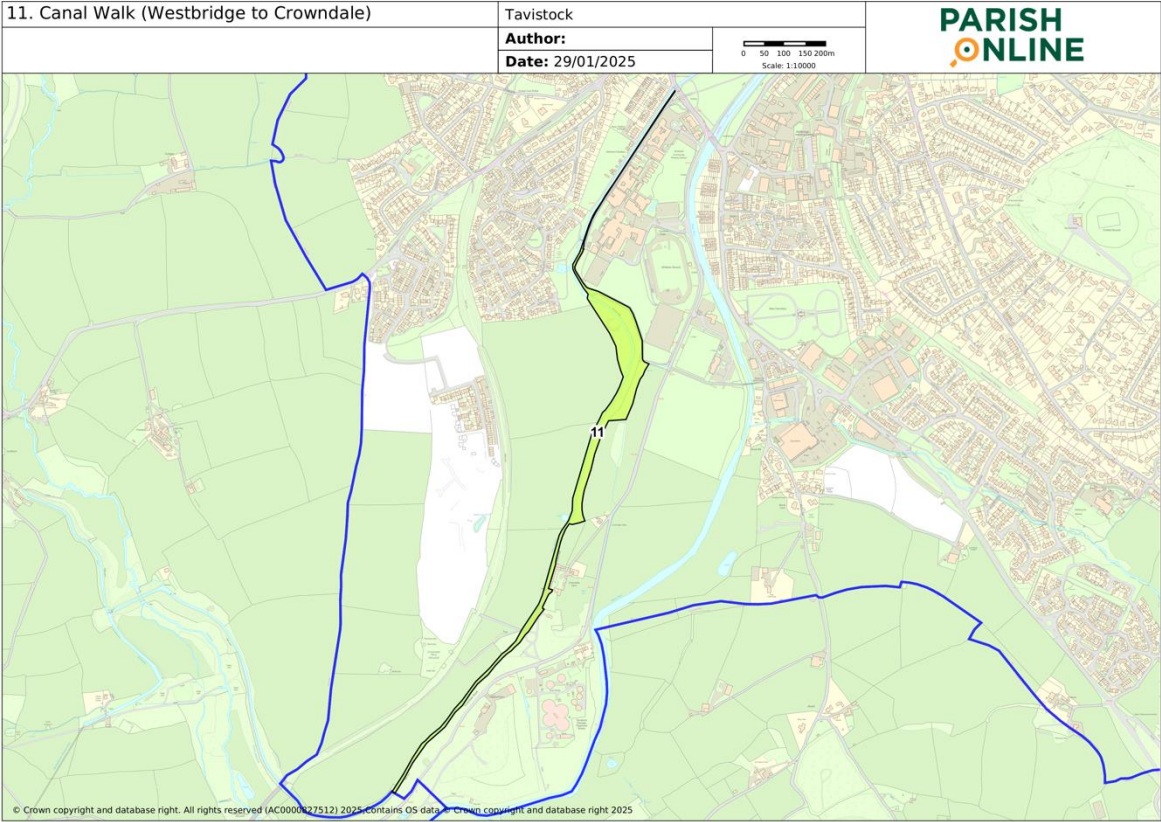 11. Canal Walk (Westbridge to Crowndale)
Tavistock
Author:
Date: 29/01/2025
0 50 100 150 200m
Scale: 1:10000
PARISH
ONLINE
11
© Crown copyright and database right. All rights reserved (AC0000827512) 2025.Contains OS data © Crown copyright and database right 2025